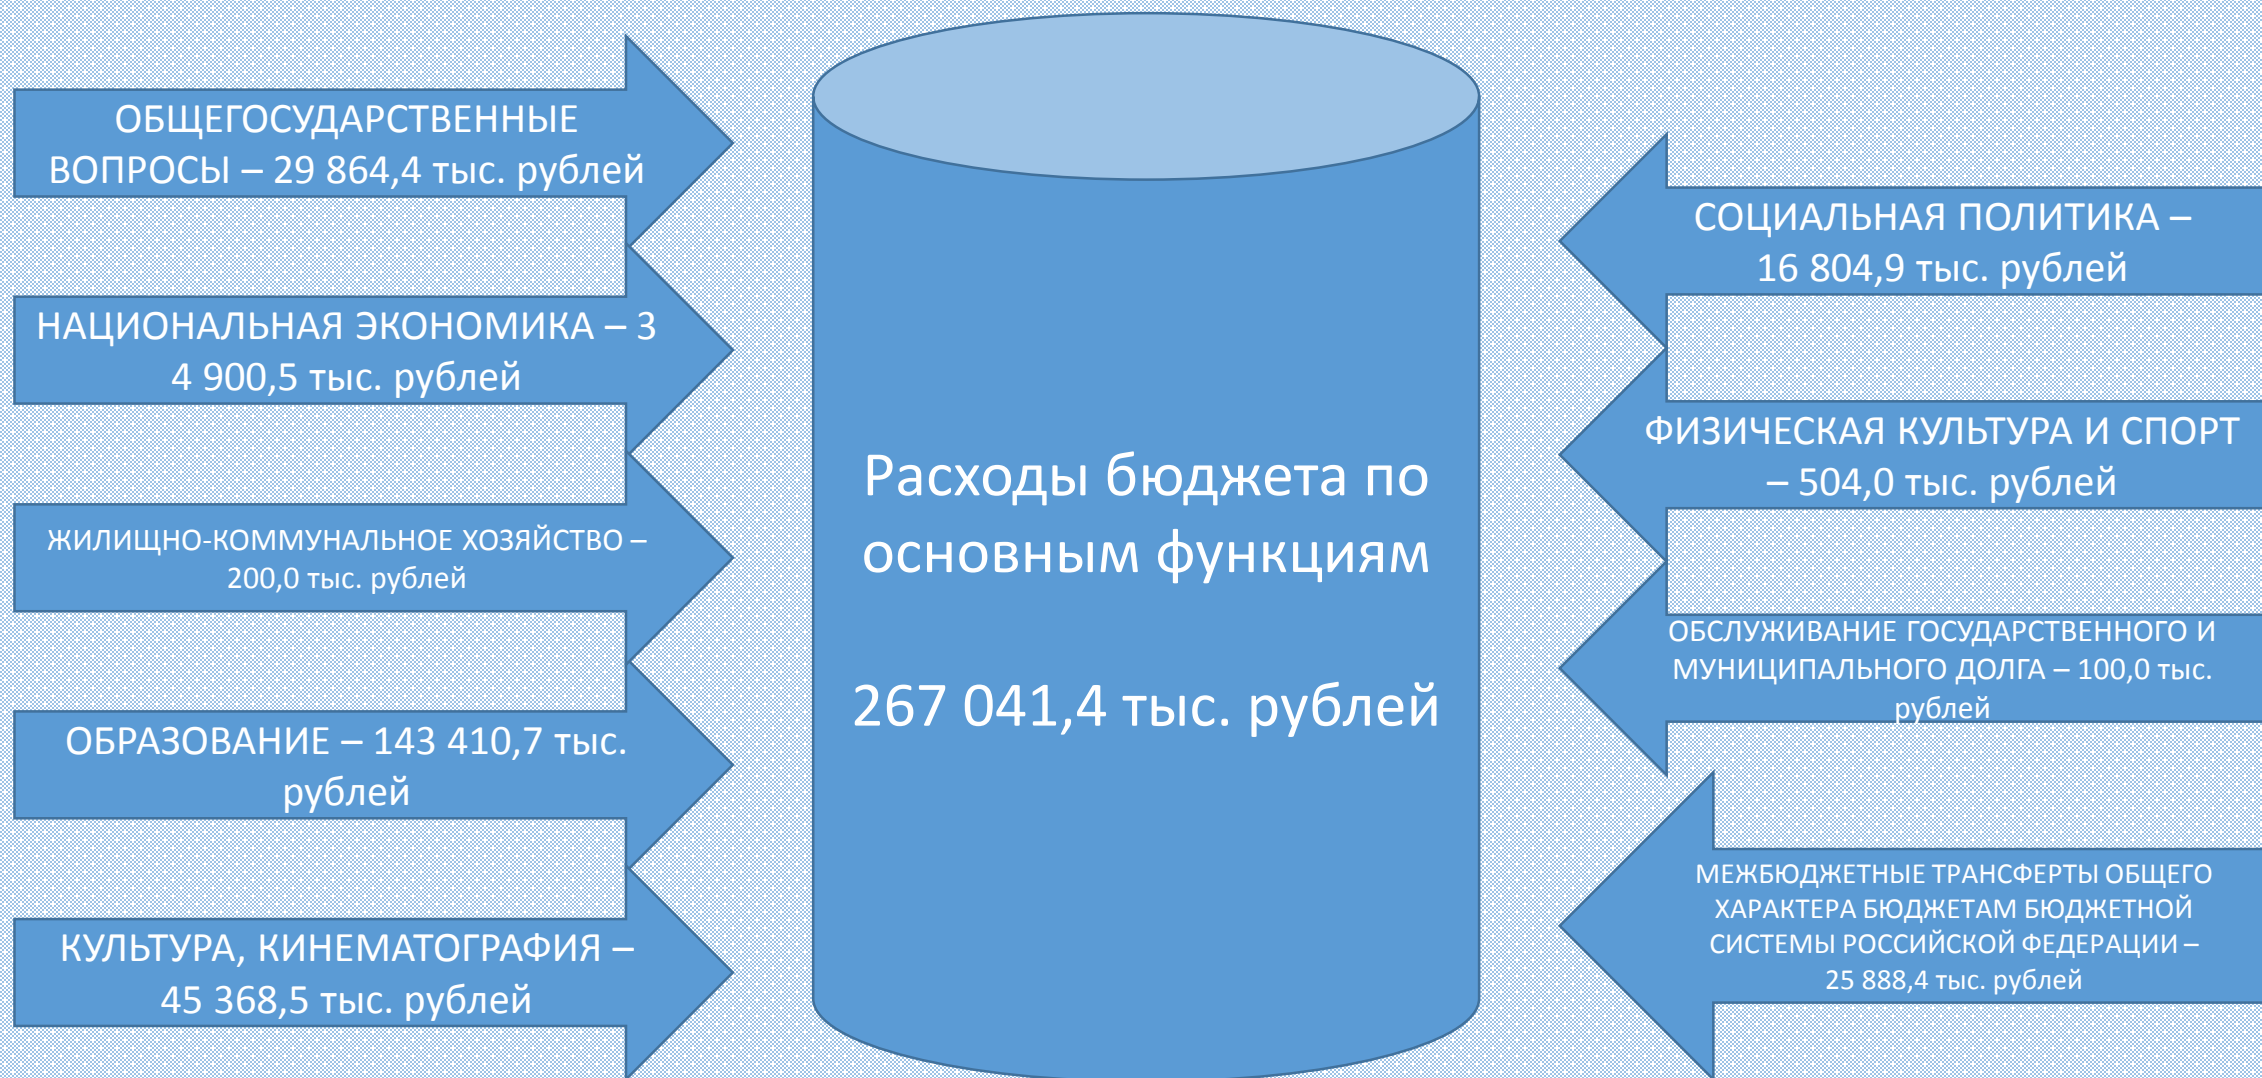 ОБЩЕГОСУДАРСТВЕННЫЕ
ВОПРОСЫ – 29 864,4 тыс. рублей
НАЦИОНАЛЬНАЯ ЭКОНОМИКА – 3
4 900,5 тыс. рублей
ЖИЛИЩНО-КОММУНАЛЬНОЕ ХОЗЯЙСТВО –
200,0 тыс. рублей
ОБРАЗОВАНИЕ – 143 410,7 тыс.
рублей
КУЛЬТУРА, КИНЕМАТОГРАФИЯ –
45 368,5 тыс. рублей
Расходы бюджета по
основным функциям
267 041,4 тыс. рублей
СОЦИАЛЬНАЯ ПОЛИТИКА –
16 804,9 тыс. рублей
ФИЗИЧЕСКАЯ КУЛЬТУРА И СПОРТ
– 504,0 тыс. рублей
ОБСЛУЖИВАНИЕ ГОСУДАРСТВЕННОГО И
МУНИЦИПАЛЬНОГО ДОЛГА – 100,0 тыс.
рублей
МЕЖБЮДЖЕТНЫЕ ТРАНСФЕРТЫ ОБЩЕГО
ХАРАКТЕРА БЮДЖЕТАМ БЮДЖЕТНОЙ
СИСТЕМЫ РОССИЙСКОЙ ФЕДЕРАЦИИ –
25 888,4 тыс. рублей